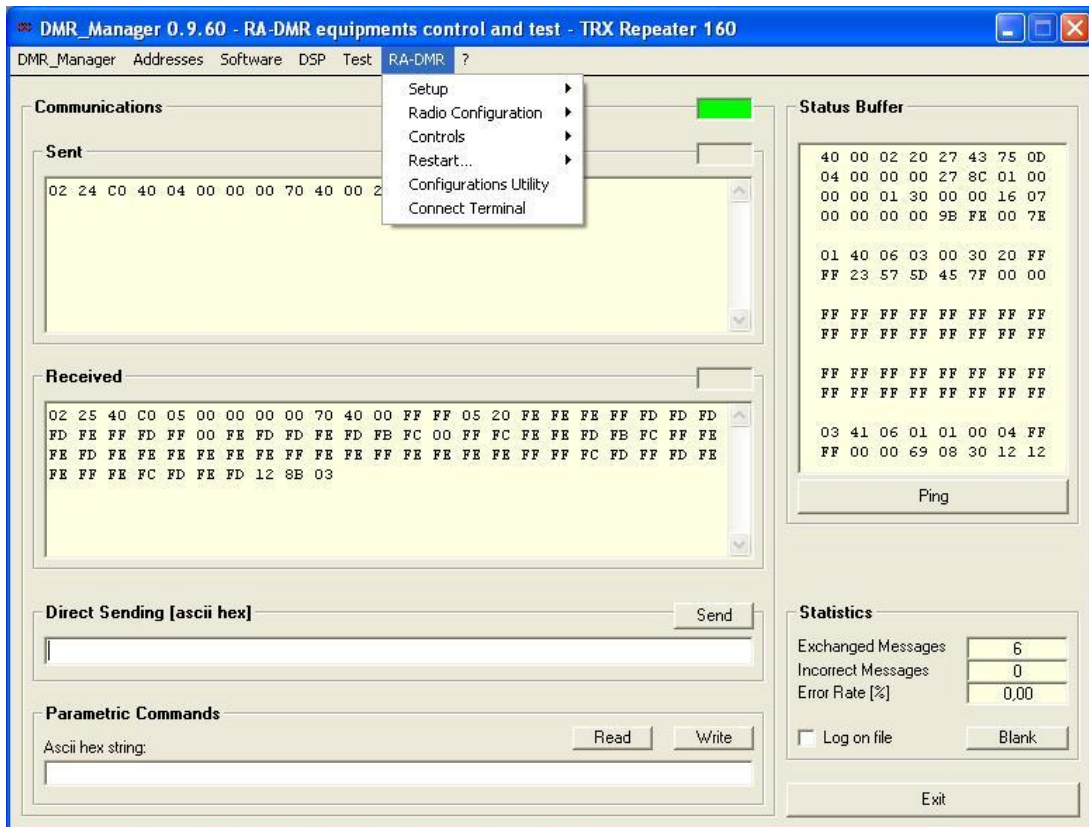 DMR_Manager 0.9.60 - RA-DMR equipments control and test - TRX Repeater 160
DMR_Manager Addresses Software DSP Test RA-DMR ?
Setup
Radio Configuration
Controls
Restart...
Configurations Utility
Connect Terminal
Communications
Sent
02 24 C0 40 04 00 00 00 70 40 00
Received
02 25 40 C0 05 00 00 00 00 70 40 00 FF FF 05 20 FE FE FE FF FD FD FD
FD FE FF FD FF 00 FE FD FD FE FD FB FC 00 FF FC FE FE FD FB FC FF FE
FE FD FE FE FE FF FE FF FE FE FF FE FE FE FE FF FF FC FD FF FD FE
FE FF FE FC FD FE FD 12 8B 03
Direct Sending [ascii hex]
Send
Parametric Commands
Ascii hex string:
Read
Write
Status Buffer
40 00 02 20 27 43 75 0D
04 00 00 00 27 8C 01 00
00 00 01 30 00 00 16 07
00 00 00 00 9B FE 00 7E
01 40 06 03 00 30 20 FF
FF 23 57 5D 45 7F 00 00
FF FF FF FF FF FF FF FF
FF FF FF FF FF FF FF FF
FF FF FF FF FF FF FF FF
FF FF FF FF FF FF FF FF
03 41 06 01 01 00 04 FF
FF 00 00 69 08 30 12 12
Ping
Statistics
Exchanged Messages 6
Incorrect Messages 0
Error Rate [%] 0,00
Log on file
Blank
Exit